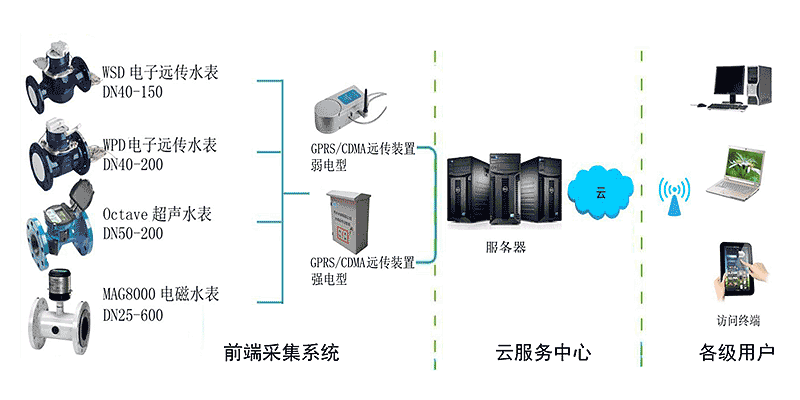 WSD 电子远传水表
DN40-150
WPD电子远传水表
DN40-200
Octave 超声水表
DN50-200
MAG8000 电磁水表
DN25-600
GPRS/CDMA远传装置
弱电型
GPRS/CDMA远传装置
强电型
前端采集系统
服务器
云
云服务中心
访问终端
各级用户